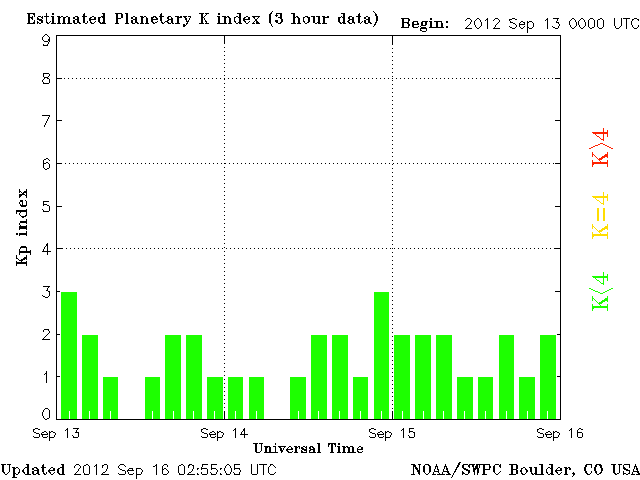 Estimated Planetary K index (3 hour data)
Begin: 2012 Sep 13 0000 UTC
9
8
7
6
5
4
3
2
1
0
Kp index
K>4
K=4
K<4
Sep 13
Sep 14
Sep 15
Sep 16
Universal Time
Updated 2012 Sep 16 02:55:05 UTC
NOAA/SWPC Boulder, CO USA